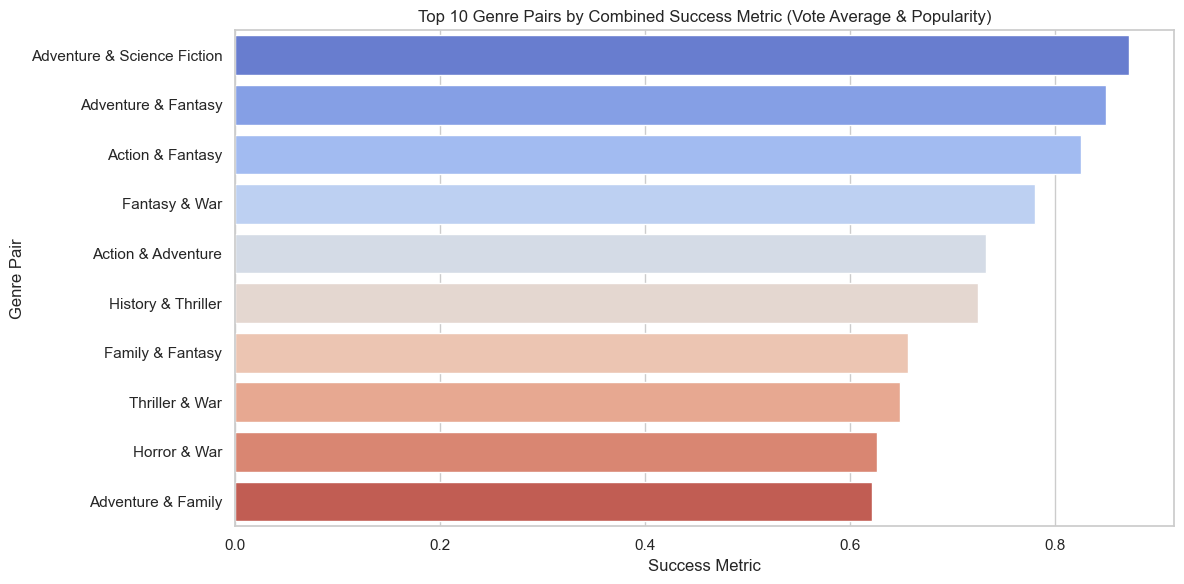 Top 10 Genre Pairs by Combined Success Metric (Vote Average & Popularity)
Genre Pair
Adventure & Science Fiction
Adventure & Fantasy
Action & Fantasy
Fantasy & War
Action & Adventure
History & Thriller
Family & Fantasy
Thriller & War
Horror & War
Adventure & Family
0.0 0.2 0.4 0.6 0.8
Success Metric